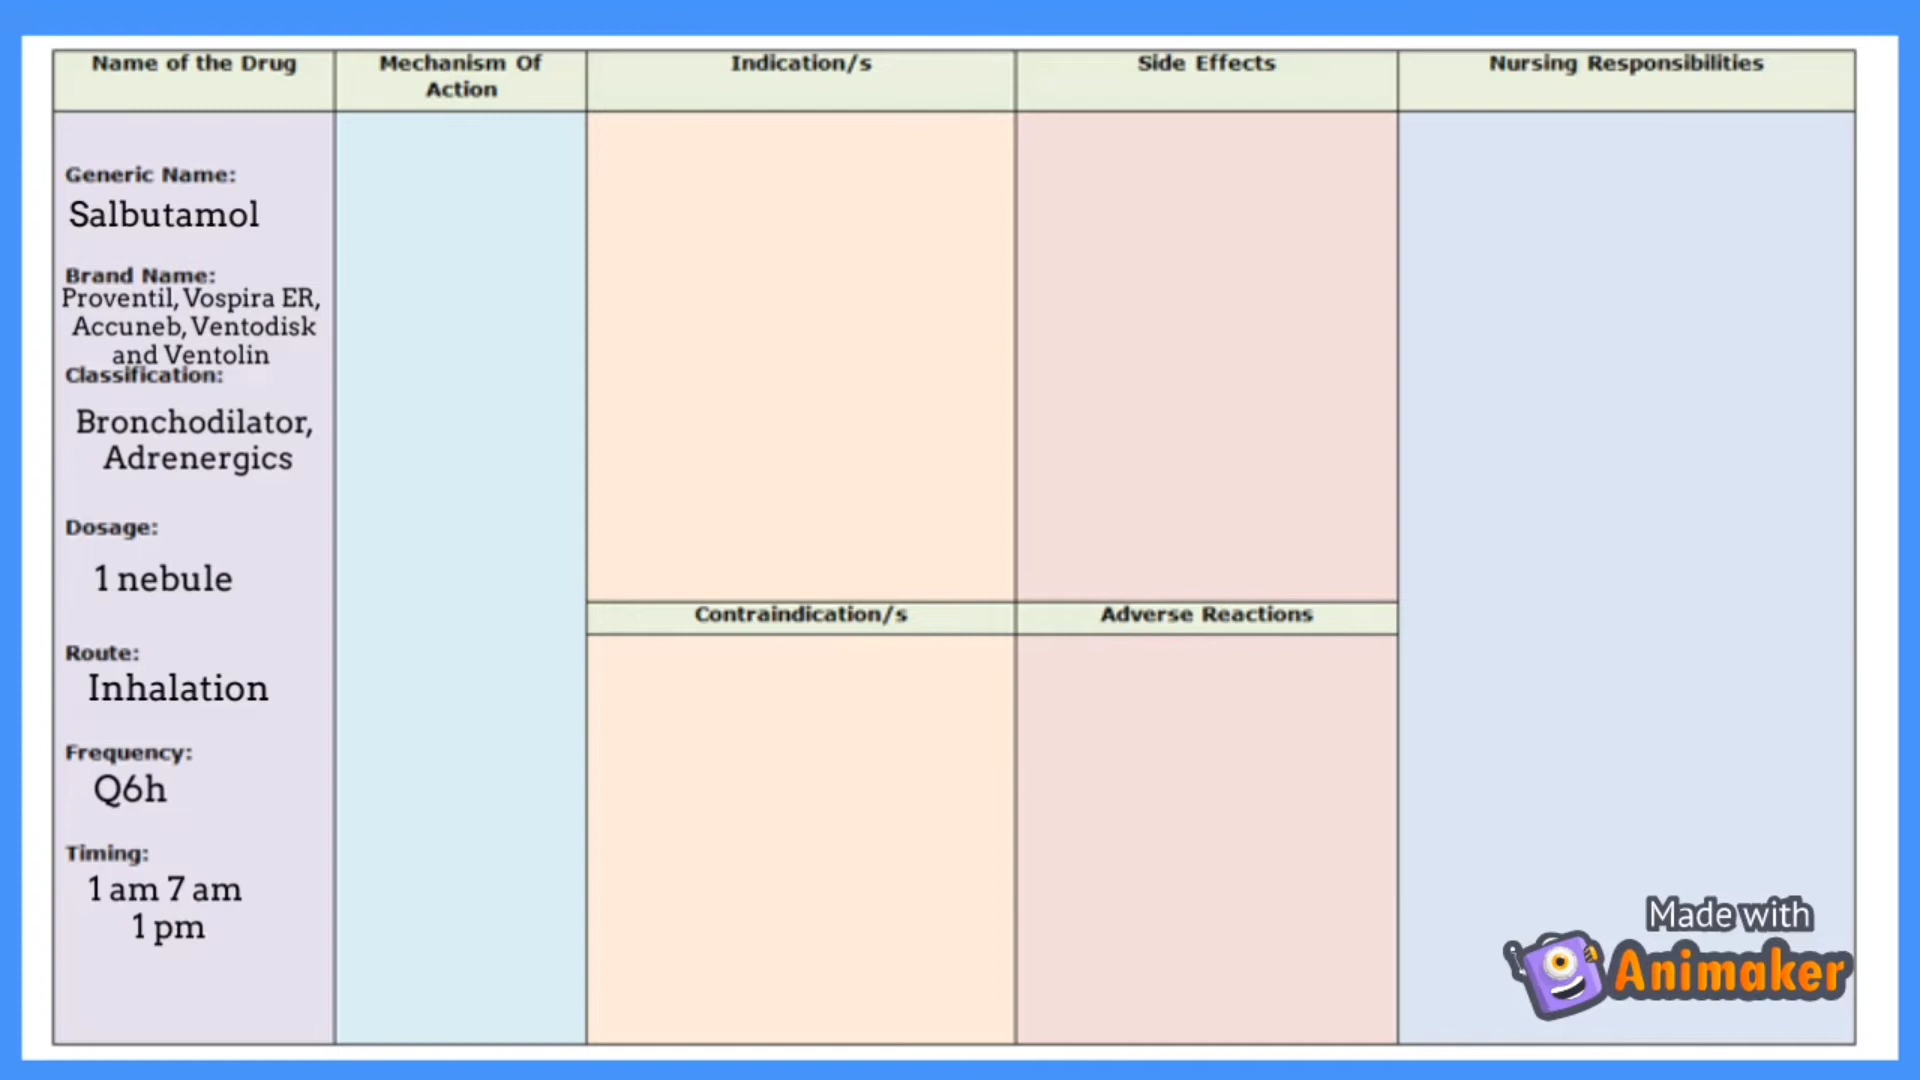 Name of the Drug
Mechanism Of
Action
Indication/s
Side Effects
Nursing Responsibilities
Generic Name:
Salbutamol
Brand Name:
Proventil, Vospira ER,
Accuneb, Ventodisk
and Ventolin
Classification:
Bronchodilator,
Adrenergics
Dosage:
1 nebule
Route:
Inhalation
Frequency:
Q6h
Timing:
1 am 7 am
1 pm
Contraindication/s
Adverse Reactions
Made with
Animaker